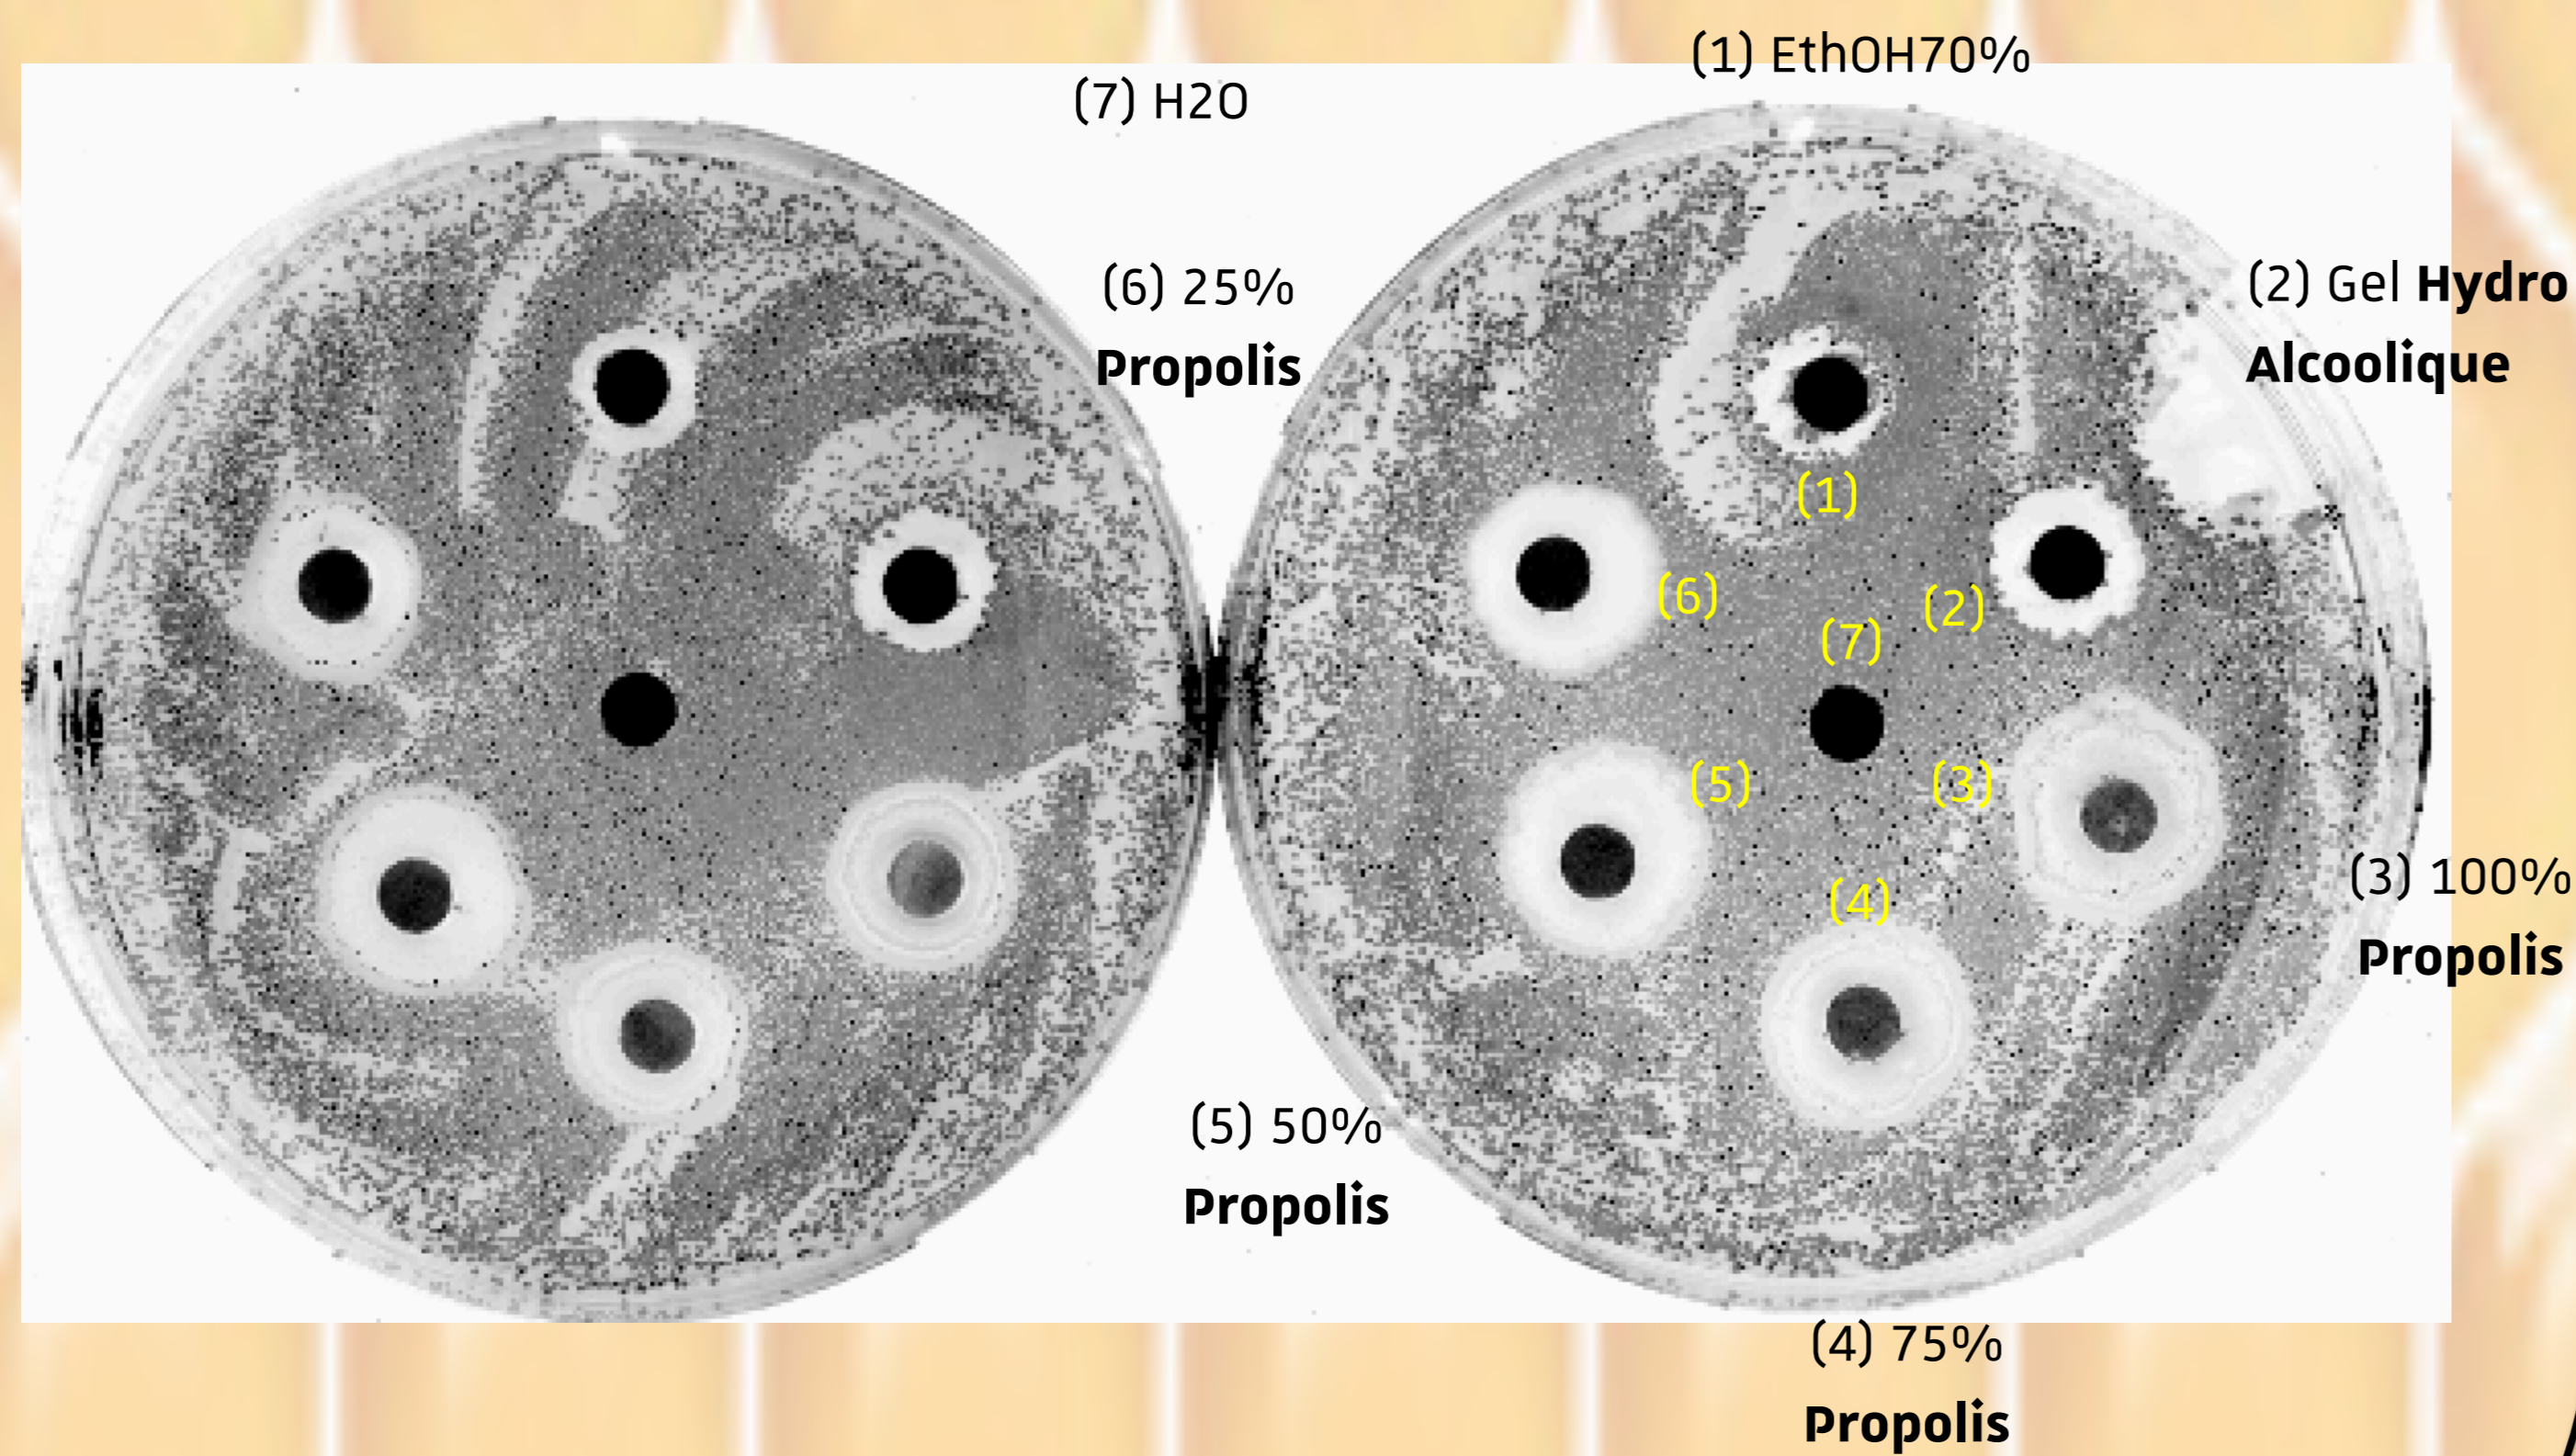 (1) EthOH70%
(7) H2O
(6) 25%
Propolis
(2) Gel Hydro
Alcoolique
(1)
(6)
(2)
(7)
(5)
(3)
(4)
(3) 100%
Propolis
(5) 50%
Propolis
(4) 75%
Propolis